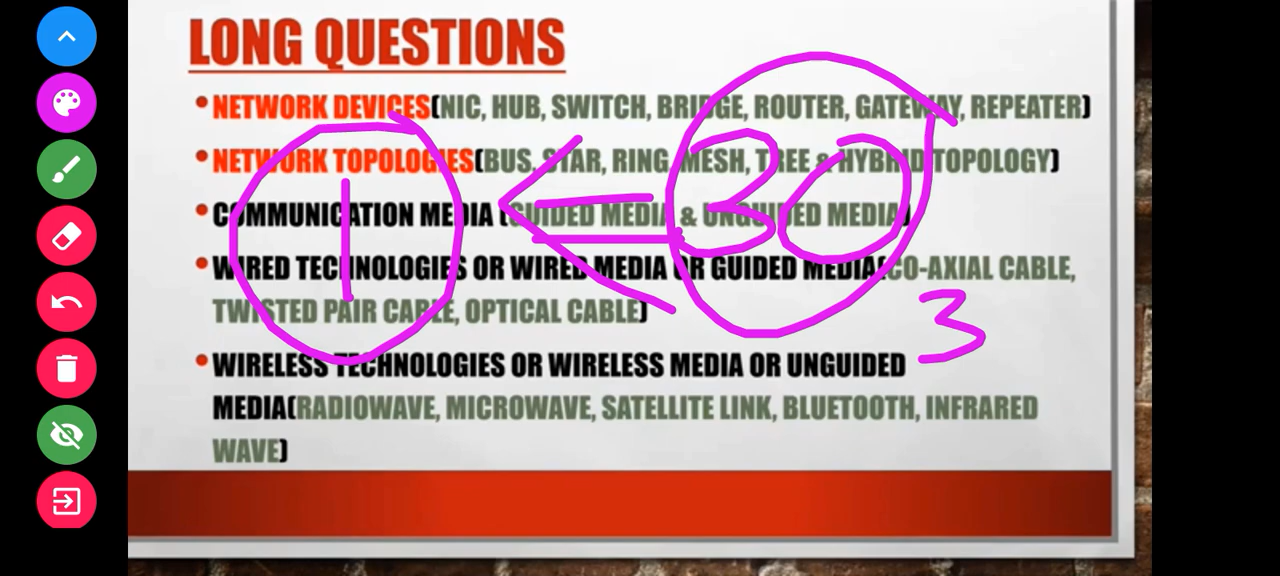 LONG QUESTIONS
•NETWORK DEVICES(NIC, HUB, SWITCH, BRIDGE, ROUTER, GATEWAY, REPEATER)
•NETWORK TOPOLOGIES(BUS, STAR, RING, MESH, TREE & HYBRID TOPOLOGY)
•COMMUNICATION MEDIA (GUIDED MEDIA & UNGUIDED MEDIA)
•WIRED TECHNOLOGIES OR WIRED MEDIA OR GUIDED MEDIA(CO-AXIAL CABLE,
TWISTED PAIR CABLE, OPTICAL CABLE)
•WIRELESS TECHNOLOGIES OR WIRELESS MEDIA OR UNGUIDED
MEDIA(RADIOWAVE, MICROWAVE, SATELLITE LINK, BLUETOOTH, INFRARED
WAVE)
1
30
3